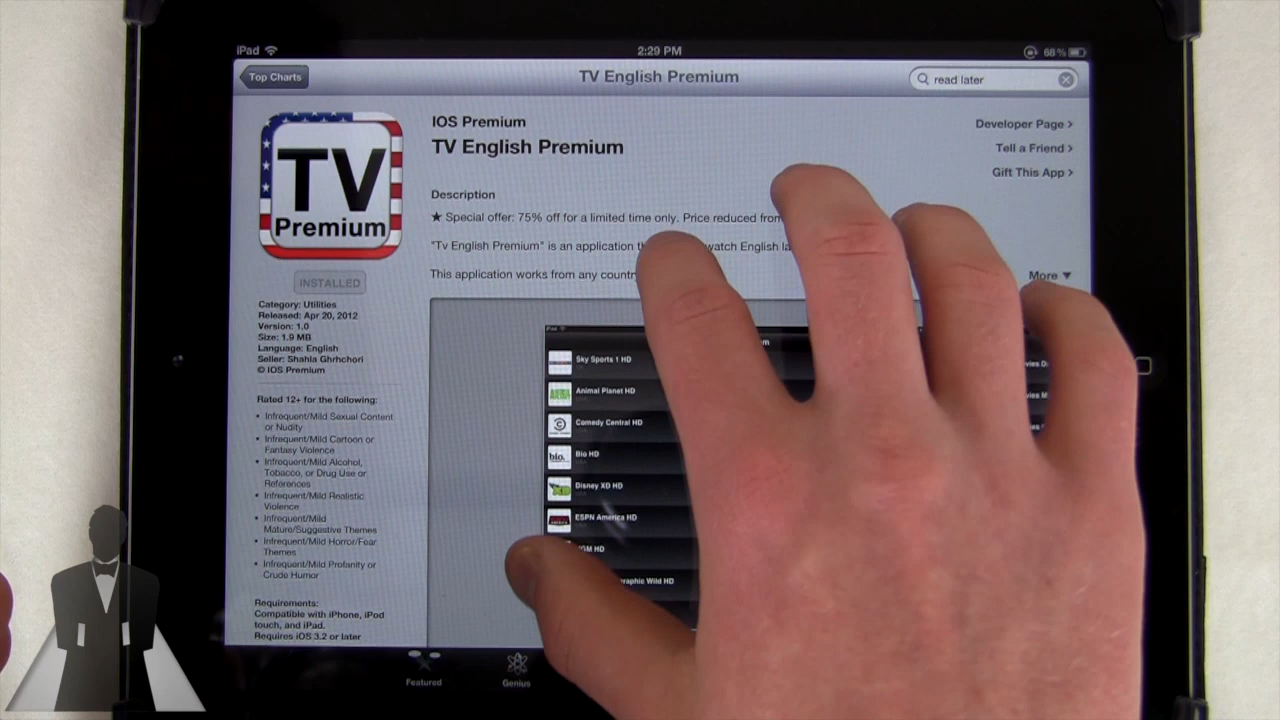 iPad
2:29 PM
68%
Top Charts
TV English Premium
read later
TV
Premium
INSTALLED
Category: Utilities
Released: Apr 20, 2012
Version: 1.0
Size: 1.9 MB
Language: English
Seller: Shahla Ghrhchori
© IOS Premium
Rated 12+ for the following:
• Infrequent/Mild Sexual Content
or Nudity
• Infrequent/Mild Cartoon or
Fantasy Violence
• Infrequent/Mild Alcohol,
Tobacco, or Drug Use or
References
• Infrequent/Mild Realistic
Violence
• Infrequent/Mild
Mature/Suggestive Themes
• Infrequent/Mild Horror/Fear
Themes
• Infrequent/Mild Profanity or
Crude Humor
Requirements:
Compatible with iPhone, iPod
touch, and iPad.
Requires iOS 3.2 or later
IOS Premium
TV English Premium
Developer Page >
Tell a Friend >
Gift This App >
Description
★ Special offer: 75% off for a limited time only. Price reduced from
"Tv English Premium" is an application watch English
This application works from any
More ▼
iPad
Sky Sports 1 HD
Animal Planet HD
Comedy Central HD
bio.
Bio HD
Disney XD HD
ESPN America HD
HD
Wild HD
Featured
Genius